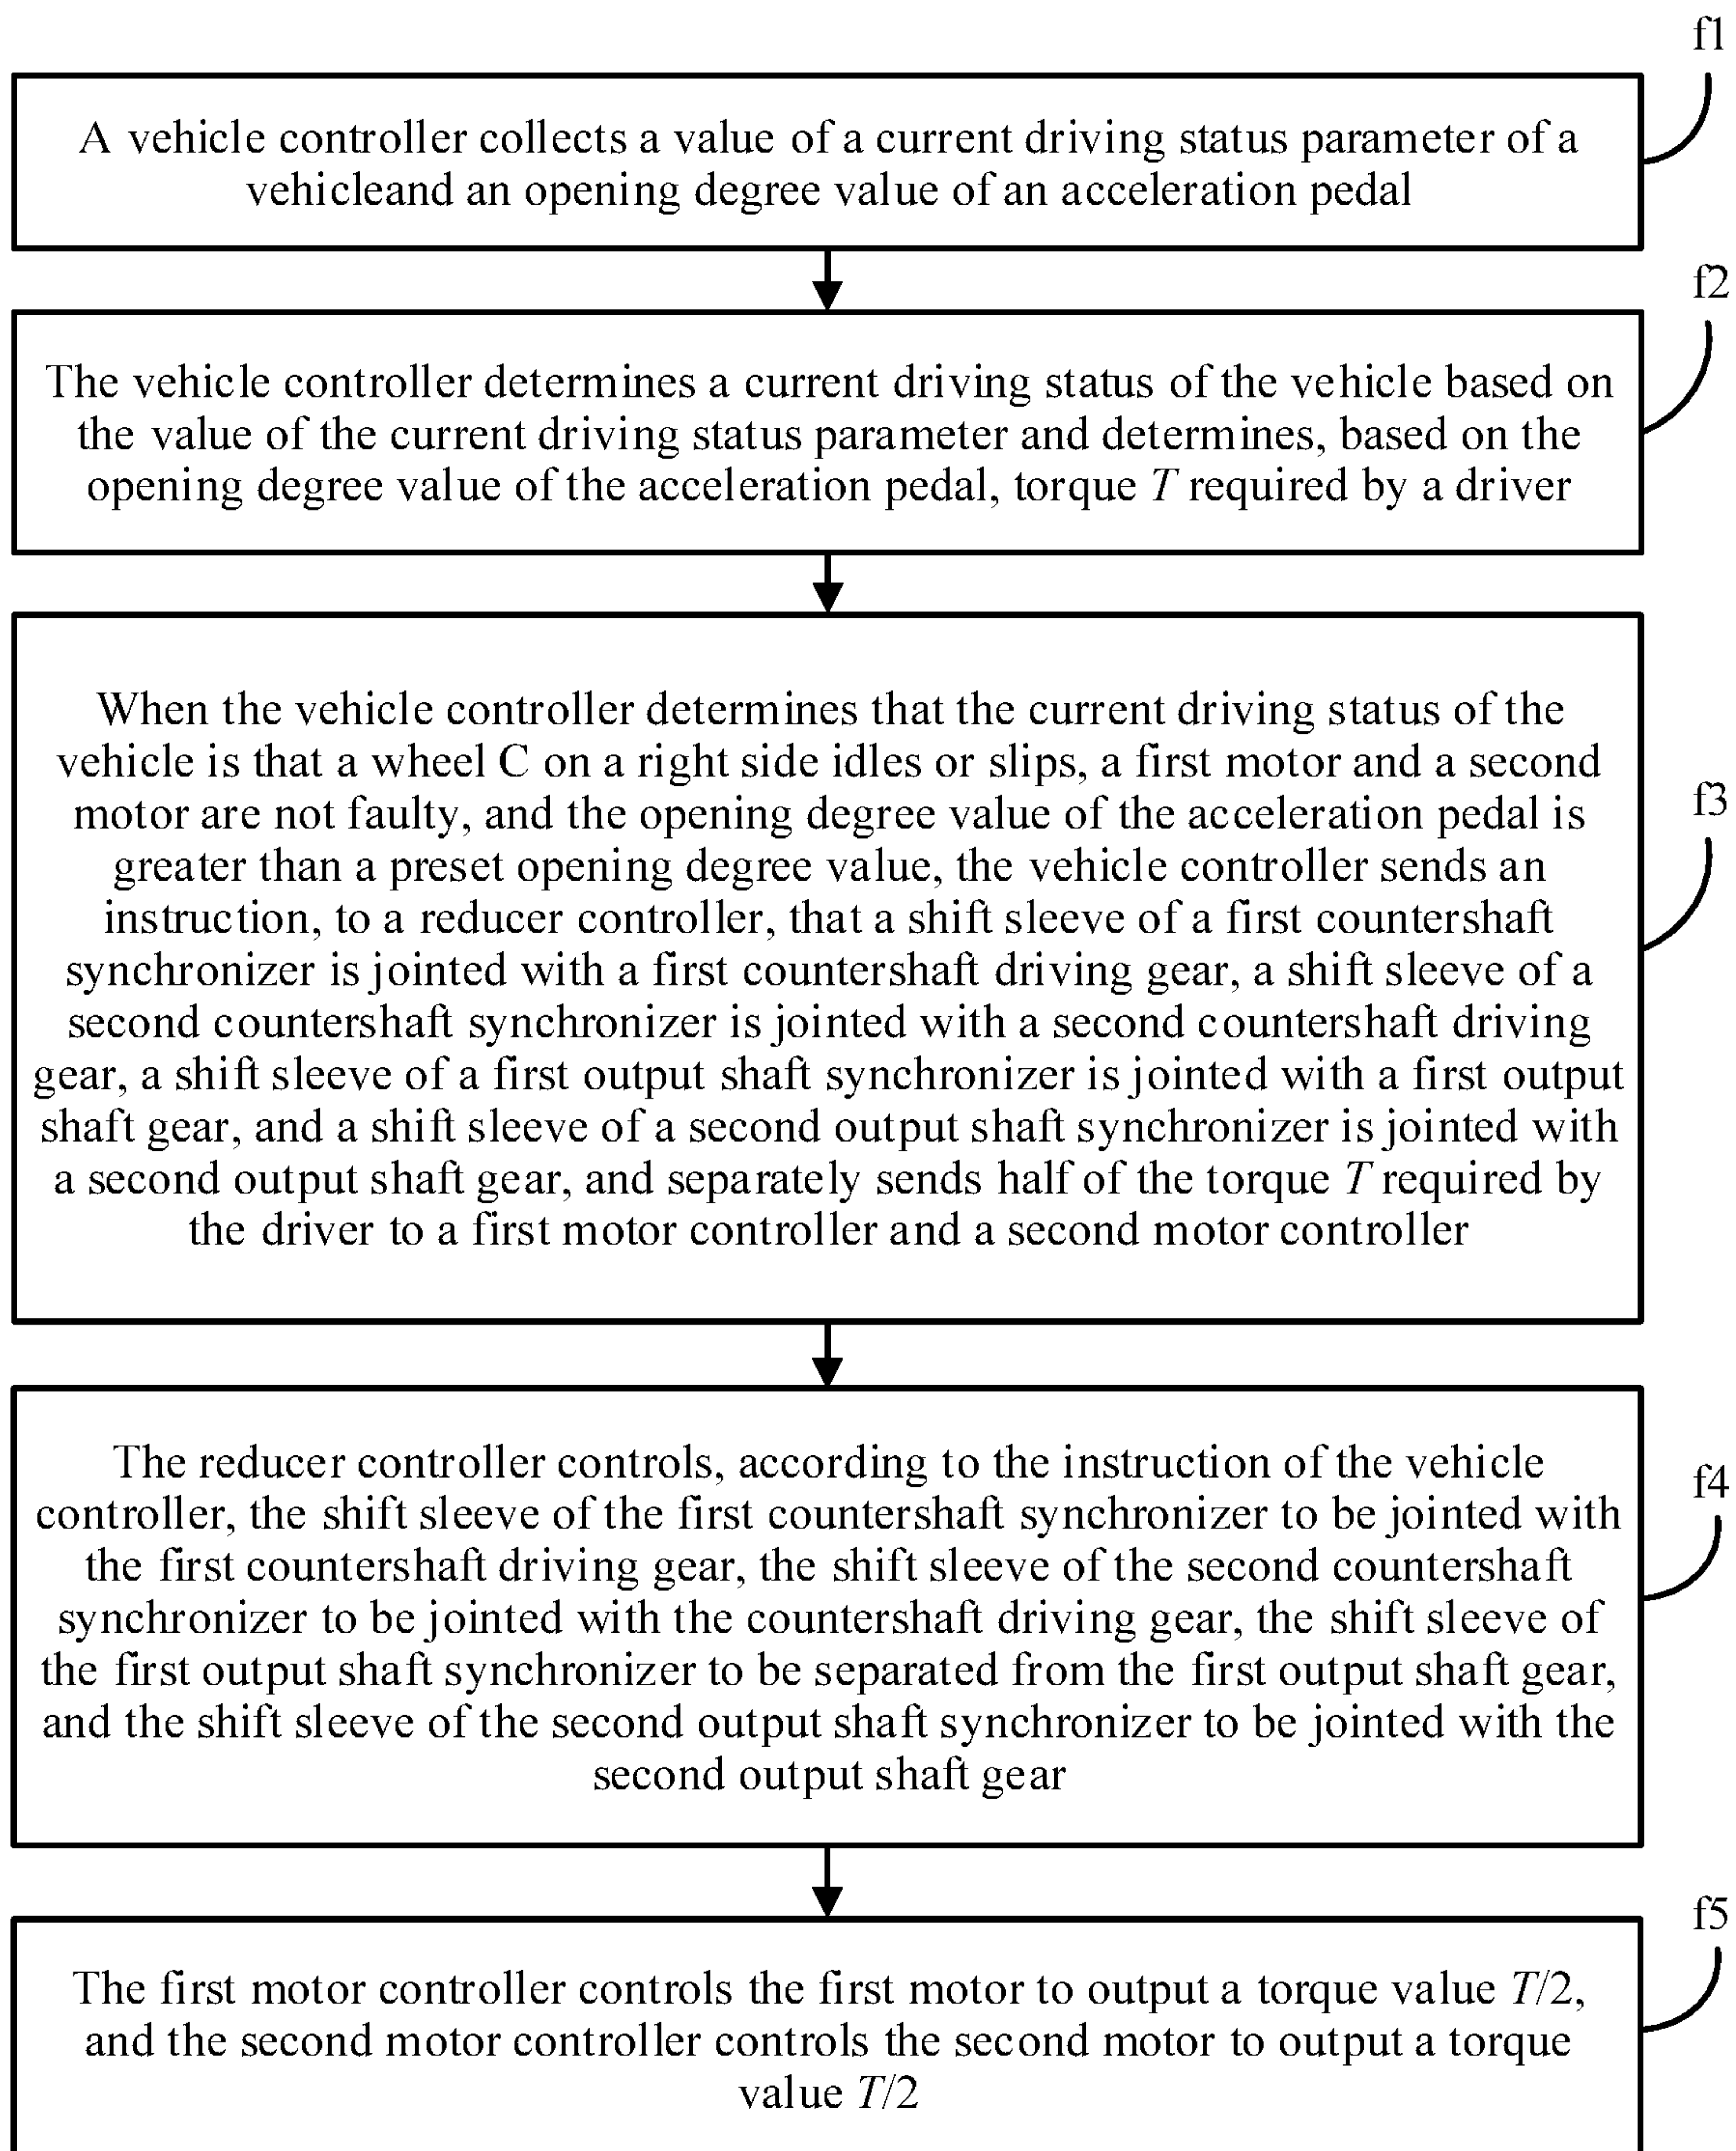 f1
A vehicle controller collects a value of a current driving status parameter of a
vehicleand an opening degree value of an acceleration pedal
f2
The vehicle controller determines a current driving status of the vehicle based on
the value of the current driving status parameter and determines, based on the
opening degree value of the acceleration pedal, torque T required by a driver
f3
When the vehicle controller determines that the current driving status of the
vehicle is that a wheel C on a right side idles or slips, a first motor and a second
motor are not faulty, and the opening degree value of the acceleration pedal is
greater than a preset opening degree value, the vehicle controller sends an
instruction, to a reducer controller, that a shift sleeve of a first countershaft
synchronizer is jointed with a first countershaft driving gear, a shift sleeve of a
second countershaft synchronizer is jointed with a second countershaft driving
gear, a shift sleeve of a first output shaft synchronizer is jointed with a first output
shaft gear, and a shift sleeve of a second output shaft synchronizer is jointed with
a second output shaft gear, and separately sends half of the torque T required by
the driver to a first motor controller and a second motor controller
f4
The reducer controller controls, according to the instruction of the vehicle
controller, the shift sleeve of the first countershaft synchronizer to be jointed with
the first countershaft driving gear, the shift sleeve of the second countershaft
synchronizer to be jointed with the countershaft driving gear, the shift sleeve of
the first output shaft synchronizer to be separated from the first output shaft gear,
and the shift sleeve of the second output shaft synchronizer to be jointed with the
second output shaft gear
f5
The first motor controller controls the first motor to output a torque value T/2,
and the second motor controller controls the second motor to output a torque
value T/2